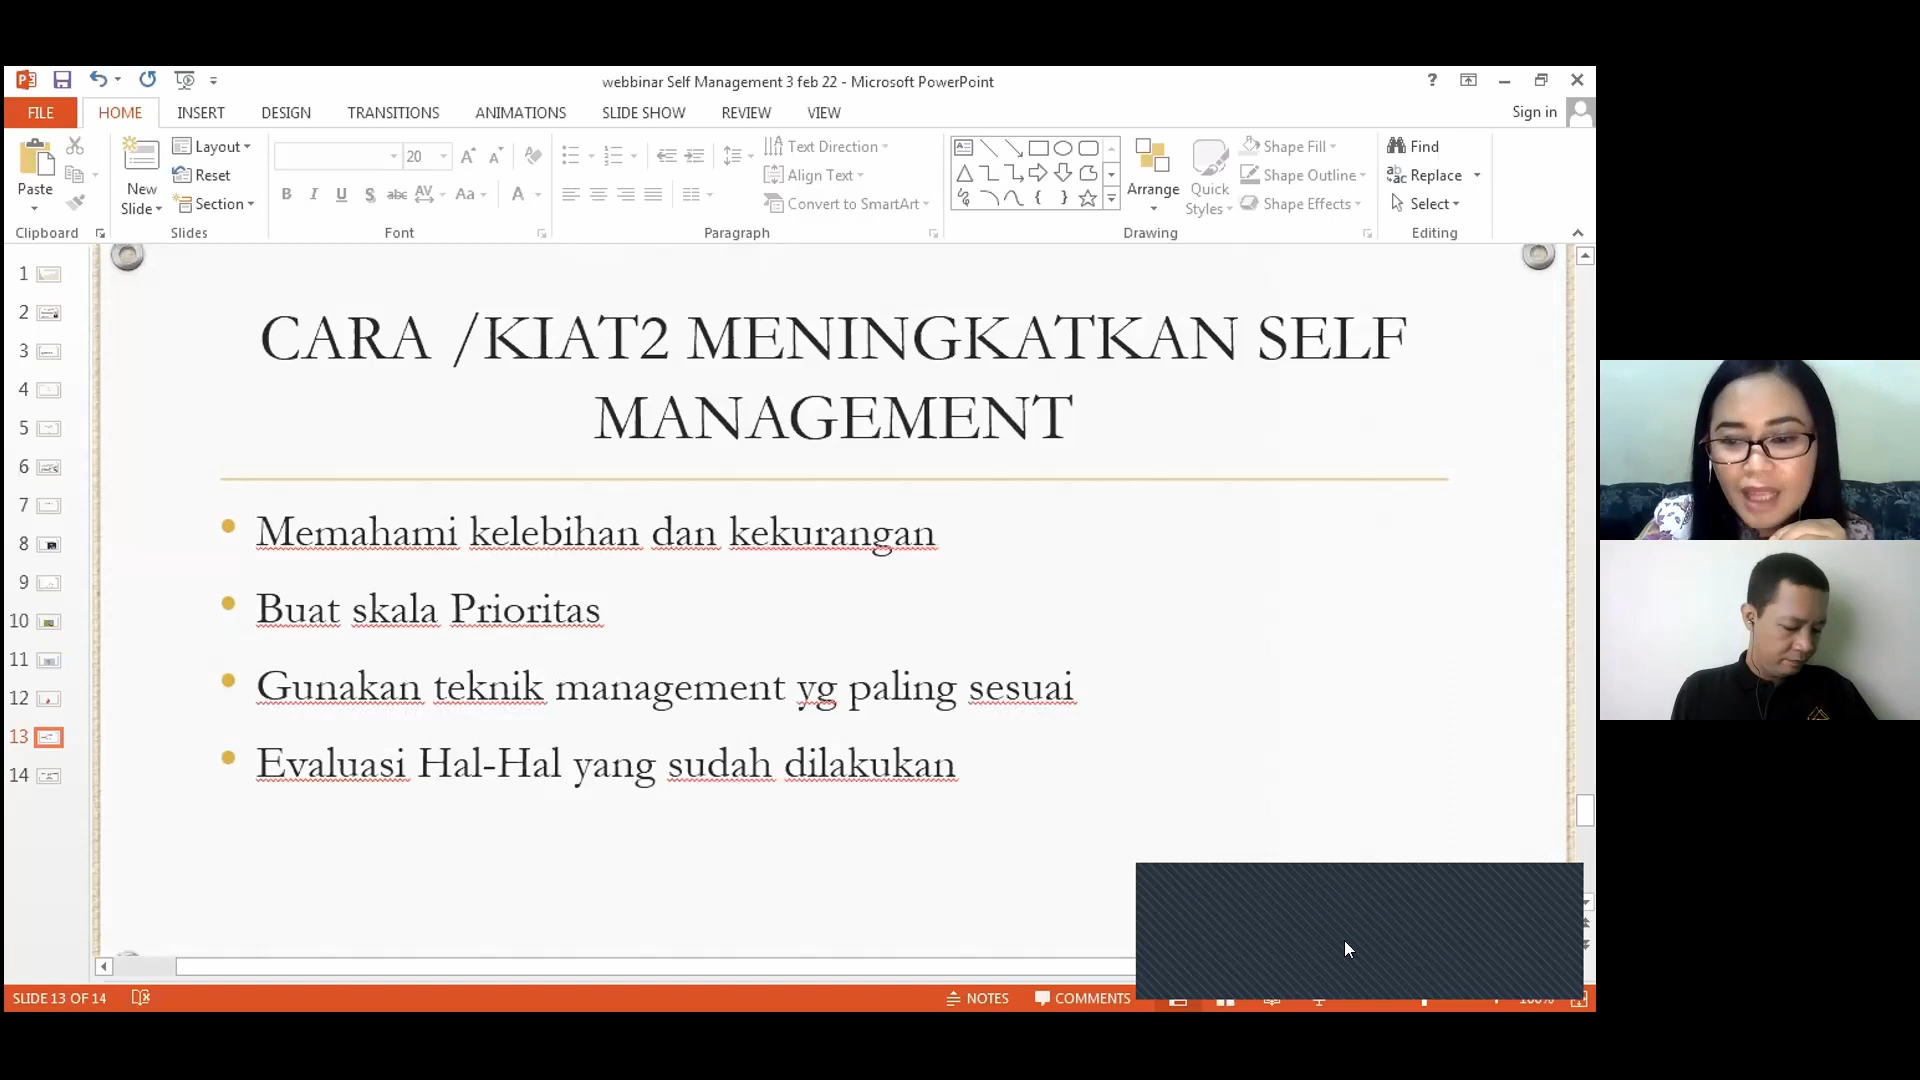 webbinar Self Management 3 feb 22 - Microsoft PowerPoint
?
FILE HOME INSERT DESIGN TRANSITIONS ANIMATIONS SLIDE SHOW REVIEW VIEW
Sign in
Paste
New Slide
Layout
Reset
Section
20
B I U S abc AV Aa A
Text Direction
Align Text
Convert to SmartArt
Arrange
Quick Styles
Shape Fill
Shape Outline
Shape Effects
Find
Replace
Select
Clipboard Slides Font Paragraph Drawing Editing
1
2
3
4
5
6
7
8
9
10
11
12
13
14
CARA /KIAT2 MENINGKATKAN SELF
MANAGEMENT
Memahami kelebihan dan kekurangan
Buat skala Prioritas
Gunakan teknik management yg paling sesuai
Evaluasi Hal-Hal yang sudah dilakukan
SLIDE 13 OF 14
NOTES COMMENTS